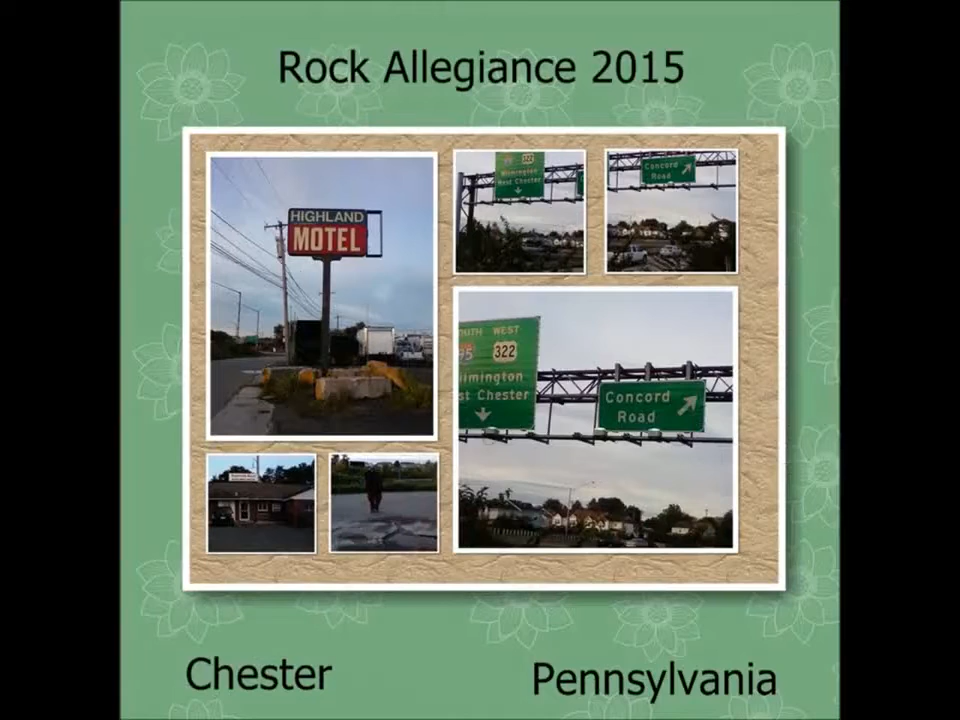 Rock Allegiance 2015
HIGHLAND
MOTEL
322
Wilmington
West Chester
Concord
Road
UTH WEST
95 322
ilmington
st Chester
Concord
Road
Chester
Pennsylvania